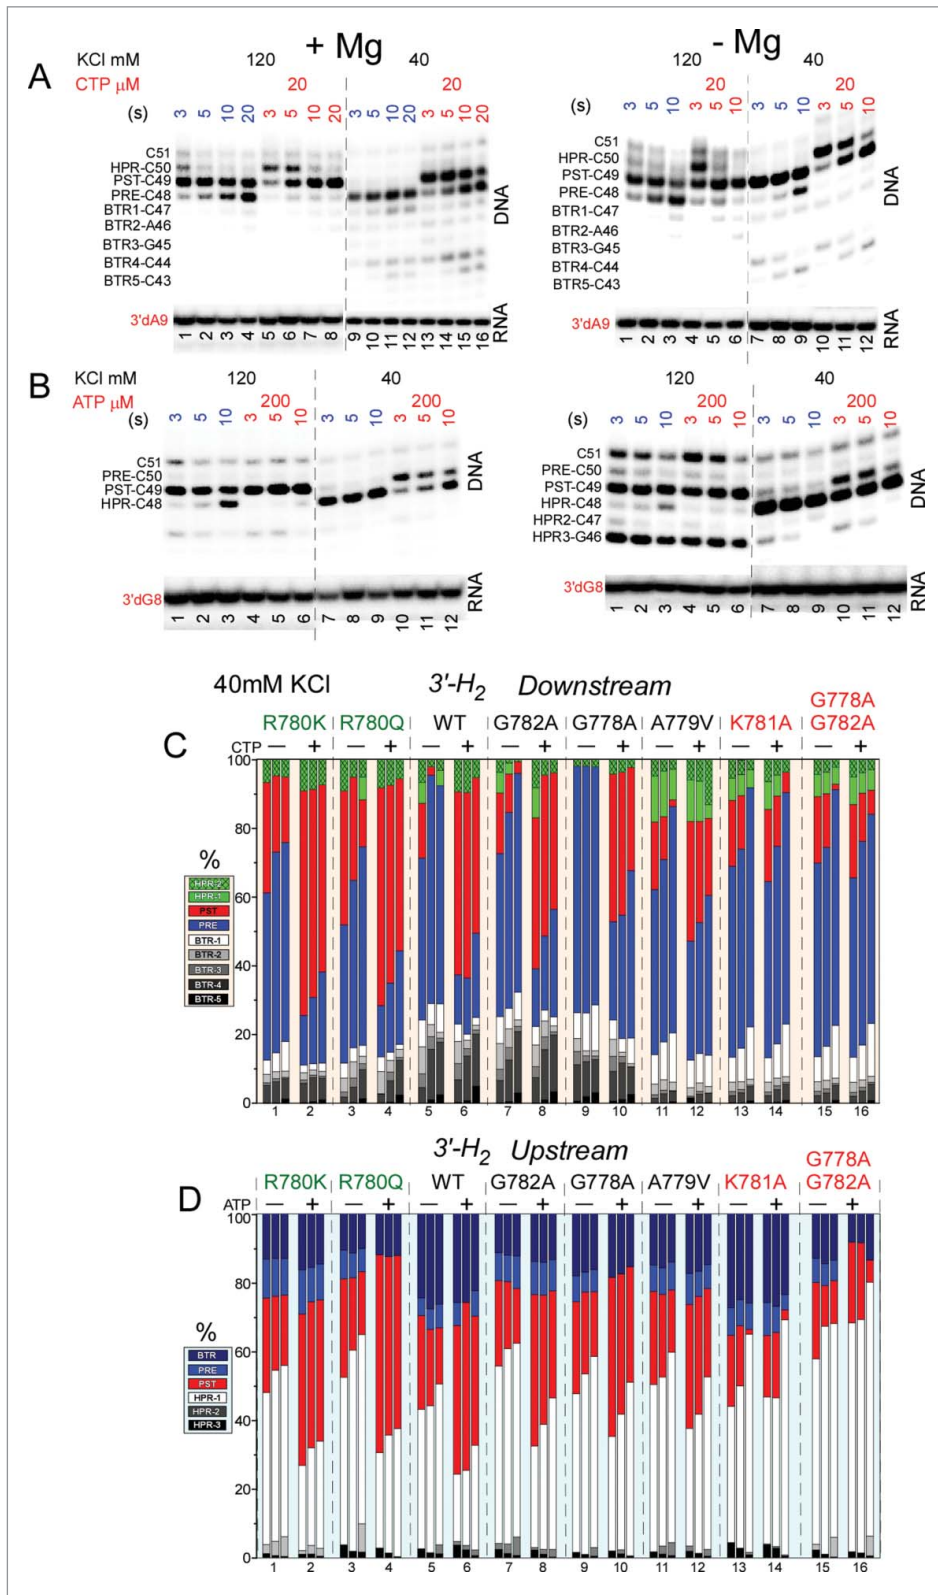 + Mg
- Mg
A
KCl mM 120 40
CTP μM 20 20
(s) 3 5 10 20 3 5 10 20 3 5 10 20 3 5 10 20
C51
HPR-C50
PST-C49
PRE-C48
BTR1-C47
BTR2-A46
BTR3-G45
BTR4-C44
BTR5-C43
DNA
3'dA9
RNA
1 2 3 4 5 6 7 8 9 10 11 12 13 14 15 16
120 40
20 20
(s) 3 5 10 3 5 10 3 5 10 3 5 10
C51
HPR-C50
PST-C49
PRE-C48
BTR1-C47
BTR2-A46
BTR3-G45
BTR4-C44
BTR5-C43
DNA
3'dA9
RNA
1 2 3 4 5 6 7 8 9 10 11 12
B
KCl mM 120 40
ATP μM 200 200
(s) 3 5 10 3 5 10 3 5 10 3 5 10
C51
PRE-C50
PST-C49
HPR-C48
DNA
3'dG8
RNA
1 2 3 4 5 6 7 8 9 10 11 12
120 40
200 200
(s) 3 5 10 3 5 10 3 5 10 3 5 10
C51
PRE-C50
PST-C49
HPR-C48
HPR2-C47
HPR3-G46
DNA
3'dG8
RNA
1 2 3 4 5 6 7 8 9 10 11 12
40mM KCl 3'-H2 Downstream
C
R780K R780Q WT G782A G778A A779V K781A G778A
G782A
CTP — + — + — + — + — + — + — + — +
100
80
60
40
20
0
%
HPR-2
HPR-1
PST
PRE
BTR-1
BTR-2
BTR-3
BTR-4
BTR-5
1 2 3 4 5 6 7 8 9 10 11 12 13 14 15 16
3'-H2 Upstream
D
R780K R780Q WT G782A G778A A779V K781A G778A
G782A
ATP — + — + — + — + — + — + — + — +
100
80
60
40
20
0
%
BTR
PRE
PST
HPR-1
HPR-2
HPR-3
1 2 3 4 5 6 7 8 9 10 11 12 13 14 15 16